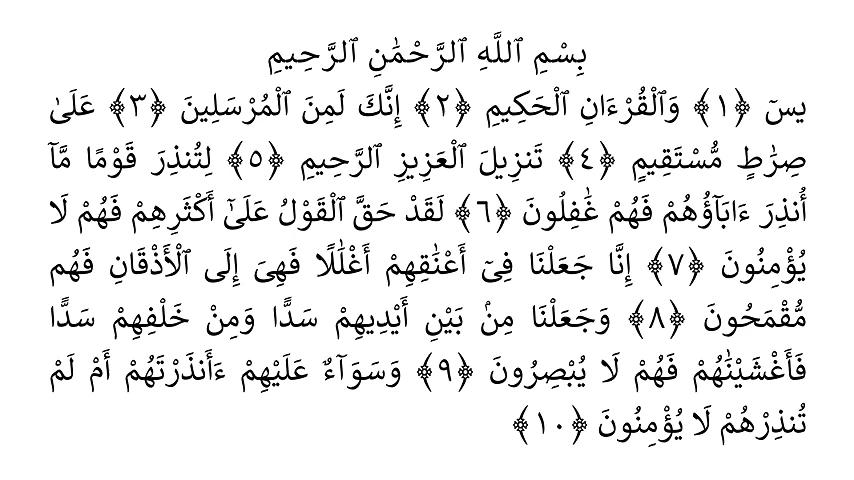 بِسْمِ ٱللَّهِ ٱلرَّحْمَٰنِ ٱلرَّحِيمِ
يسٓ ﴿١﴾ وَٱلْقُرْءَانِ ٱلْحَكِيمِ ﴿٢﴾ إِنَّكَ لَمِنَ ٱلْمُرْسَلِينَ ﴿٣﴾ عَلَىٰ
صِرَٰطٍ مُّسْتَقِيمٍ ﴿٤﴾ تَنزِيلَ ٱلْعَزِيزِ ٱلرَّحِيمِ ﴿٥﴾ لِتُنذِرَ قَوْمًا مَّآ
أُنذِرَ ءَابَآؤُهُمْ فَهُمْ غَٰفِلُونَ ﴿٦﴾ لَقَدْ حَقَّ ٱلْقَوْلُ عَلَىٰٓ أَكْثَرِهِمْ فَهُمْ لَا
يُؤْمِنُونَ ﴿٧﴾ إِنَّا جَعَلْنَا فِىٓ أَعْنَٰقِهِمْ أَغْلَٰلًا فَهِىَ إِلَى ٱلْأَذْقَانِ فَهُم
مُّقْمَحُونَ ﴿٨﴾ وَجَعَلْنَا مِنۢ بَيْنِ أَيْدِيهِمْ سَدًّا وَمِنْ خَلْفِهِمْ سَدًّا
فَأَغْشَيْنَٰهُمْ فَهُمْ لَا يُبْصِرُونَ ﴿٩﴾ وَسَوَآءٌ عَلَيْهِمْ ءَأَنذَرْتَهُمْ أَمْ لَمْ
تُنذِرْهُمْ لَا يُؤْمِنُونَ ﴿١٠﴾